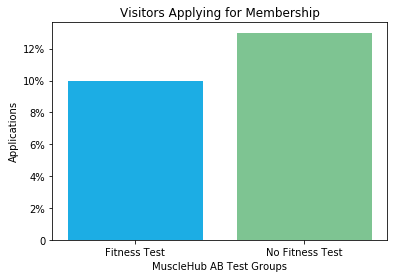 Visitors Applying for Membership
Applications
12%
10%
8%
6%
4%
2%
0
Fitness Test
No Fitness Test
MuscleHub AB Test Groups